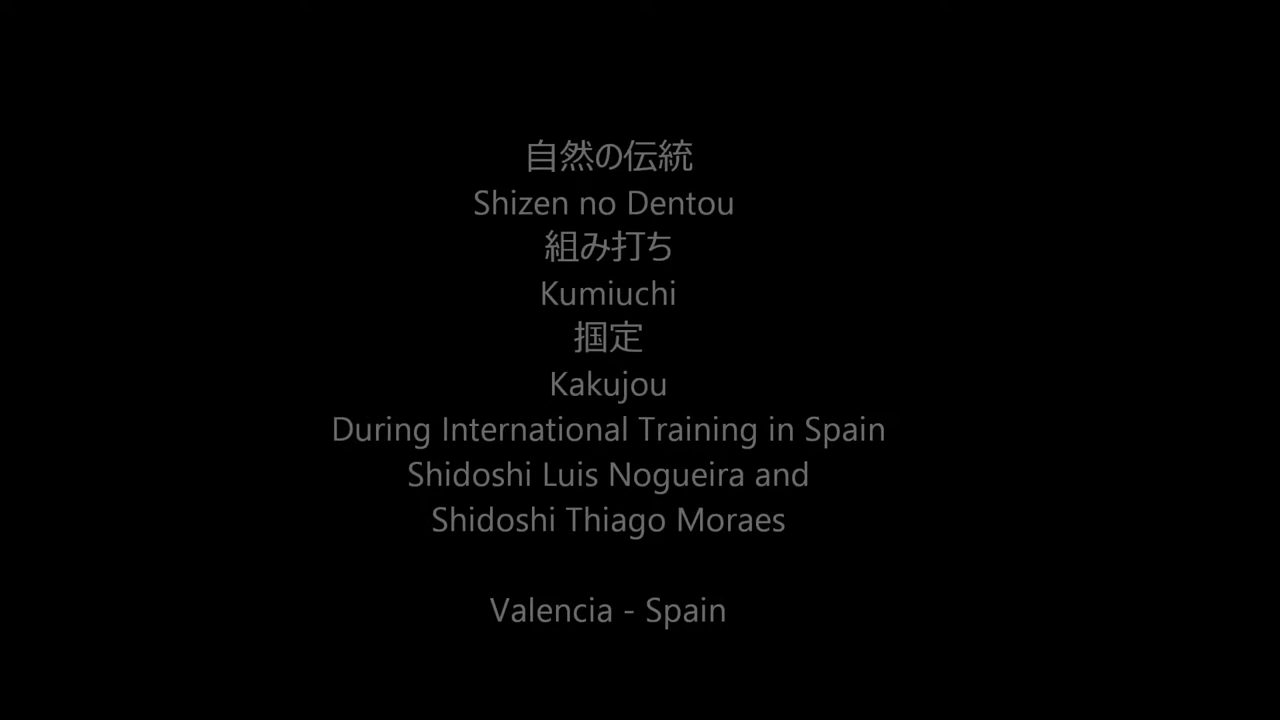 自然の伝統
Shizen no Dentou
組み打ち
Kumiuchi
掴定
Kakujou
During International Training in Spain
Shidoshi Luis Nogueira and
Shidoshi Thiago Moraes
Valencia - Spain